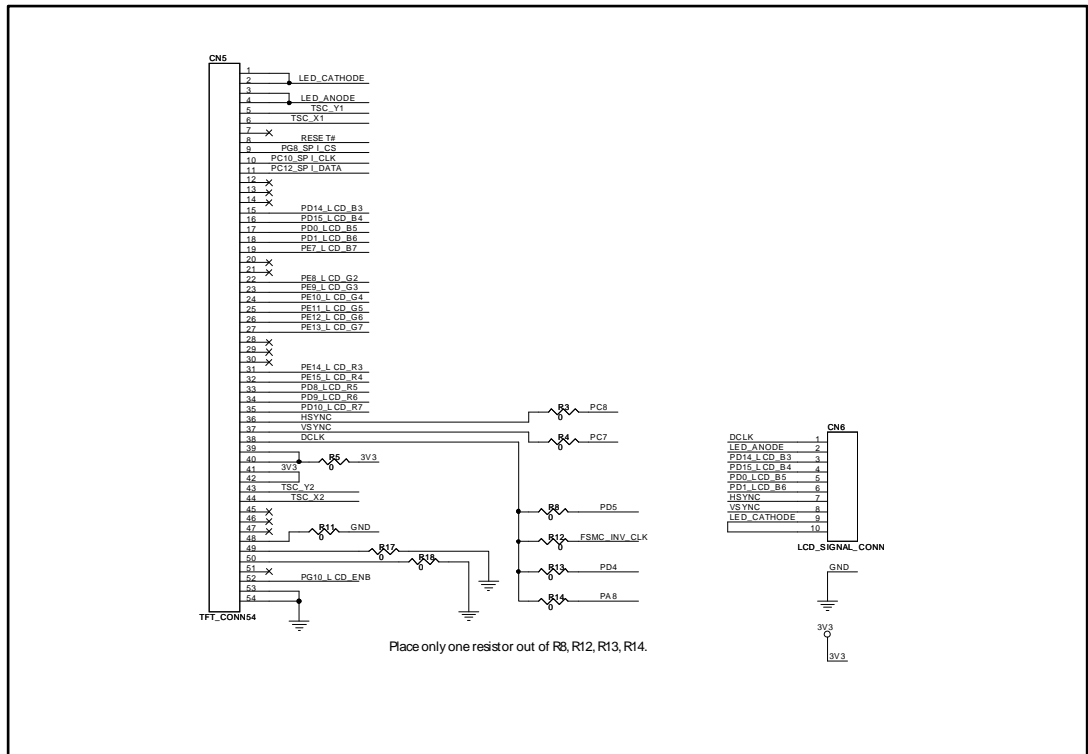 CN5
1
2 LED_CATHODE
3
4 LED_ANODE
5 TSC_Y1
6 TSC_X1
7
8 RESET#
9 PG8_SPI_CS
10 PC10_SPI_CLK
11 PC12_SPI_DATA
12
13
14
15 PD14_LCD_B3
16 PD15_LCD_B4
17 PD0_LCD_B5
18 PD1_LCD_B6
19 PE7_LCD_B7
20
21
22 PE8_LCD_G2
23 PE9_LCD_G3
24 PE10_LCD_G4
25 PE11_LCD_G5
26 PE12_LCD_G6
27 PE13_LCD_G7
28
29
30
31 PE14_LCD_R3
32 PE15_LCD_R4
33 PD8_LCD_R5
34 PD9_LCD_R6
35 PD10_LCD_R7
36 HSYNC
37 VSYNC
38 DCLK
39
40
41 3V3
42
43 TSC_Y2
44 TSC_X2
45
46
47
48
49
50
51
52 PG10_LCD_ENB
53
54
TFT_CONN54
R3 PC8
0
R4 PC7
0
R5 3V3
0
R11 GND
0
R17
0
R18
0
R8 PD5
0
R12 FSMC_INV_CLK
0
R13 PD4
0
R14 PA8
0
Place only one resistor out of R8, R12, R13, R14.
CN6
DCLK 1
LED_ANODE 2
PD14_LCD_B3 3
PD15_LCD_B4 4
PD0_LCD_B5 5
PD1_LCD_B6 6
HSYNC 7
VSYNC 8
LED_CATHODE 9
10
LCD_SIGNAL_CONN
GND
3V3
3V3